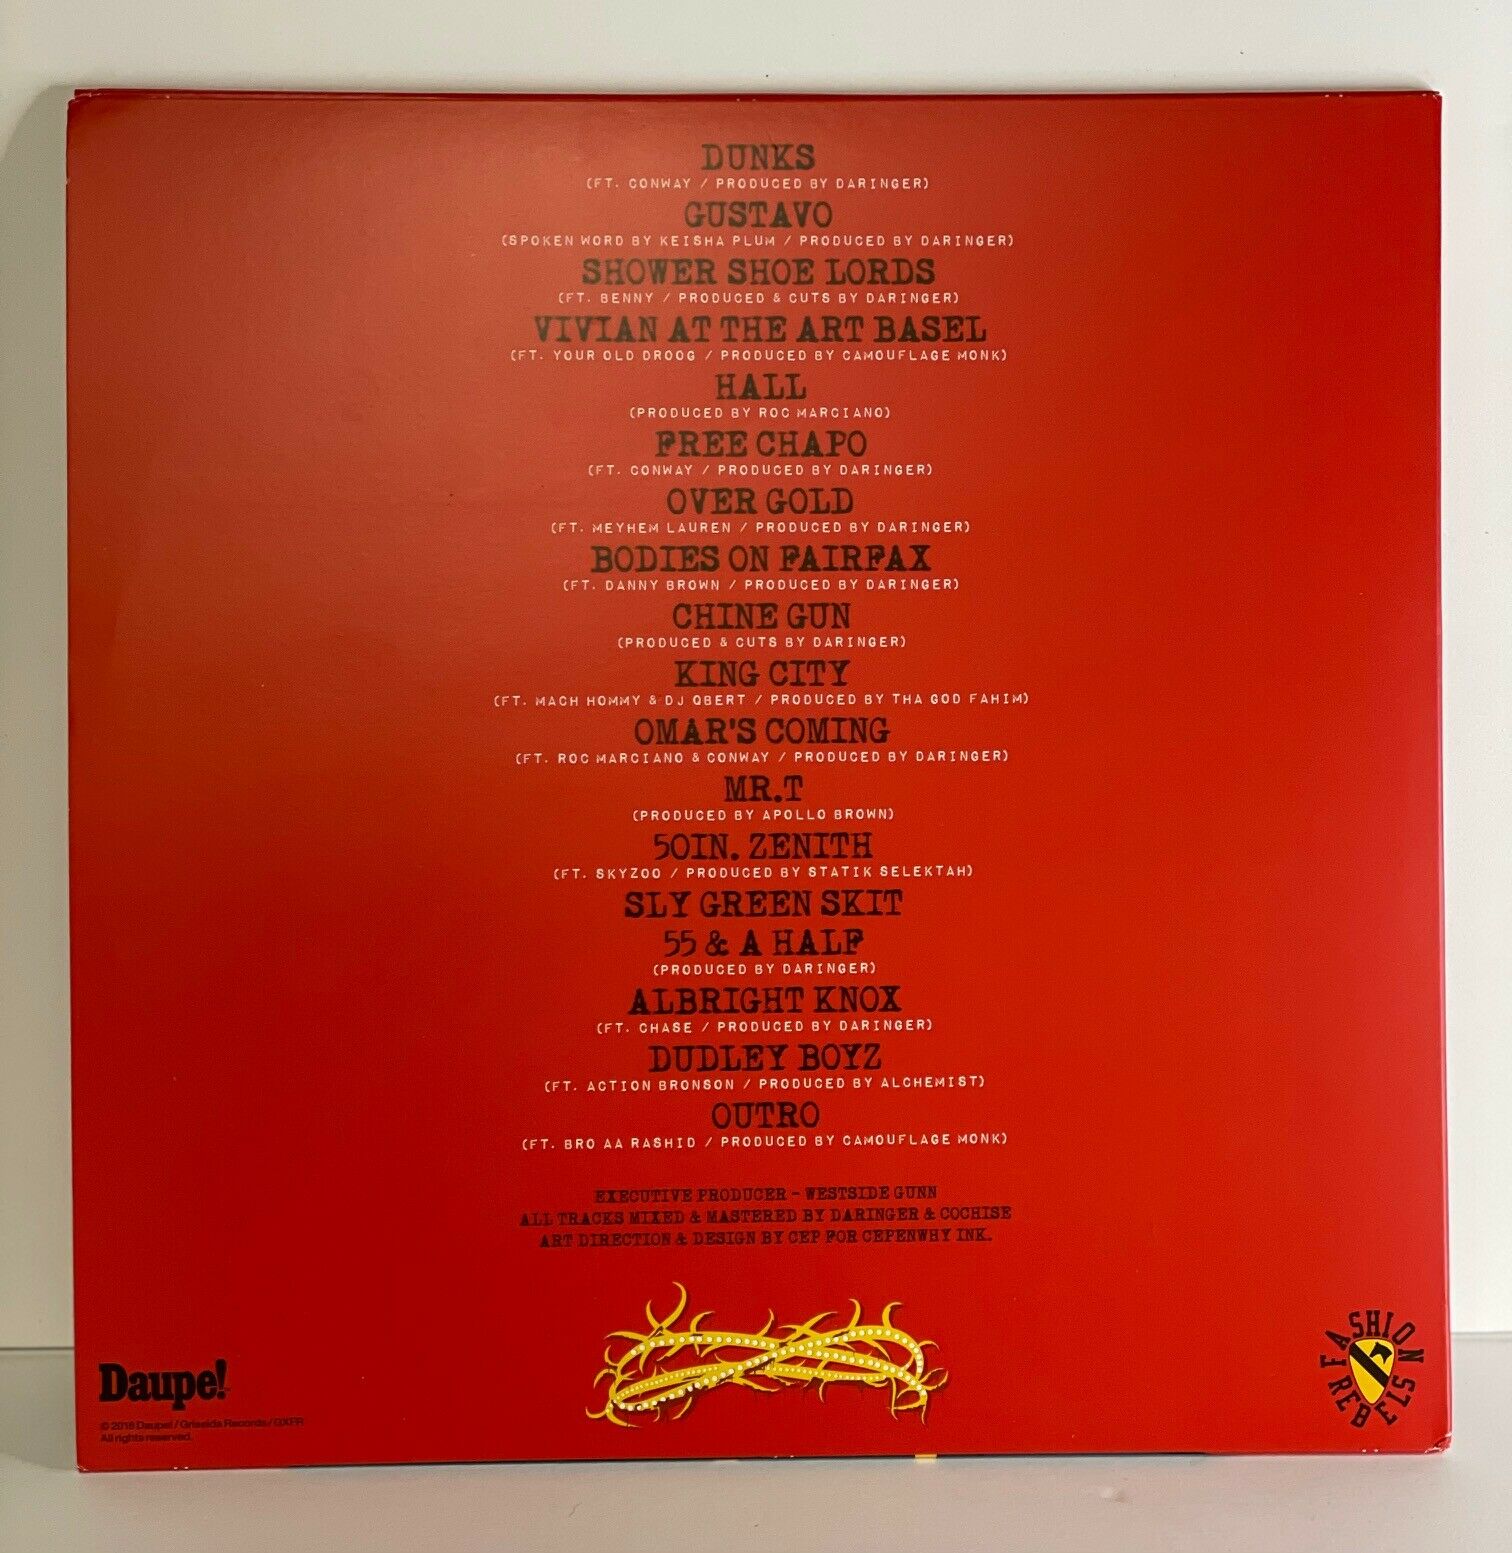 DUNKS
(FT. CONWAY / PRODUCED BY DARINGER)
GUSTAVO
(SPOKEN WORD BY KEISHA PLUM / PRODUCED BY DARINGER)
SHOWER SHOE LORDS
(FT. BENNY / PRODUCED & CUTS BY DARINGER)
VIVIAN AT THE ART BASEL
(FT. YOUR OLD DROOG / PRODUCED BY CAMOUFLAGE MONK)
HALL
(PRODUCED BY ROC MARCIANO)
FREE CHAPO
(FT. CONWAY / PRODUCED BY DARINGER)
OVER GOLD
(FT. MEYHEM LAUREN / PRODUCED BY DARINGER)
BODIES ON FAIRFAX
(FT. DANNY BROWN / PRODUCED BY DARINGER)
CHINE GUN
(PRODUCED & CUTS BY DARINGER)
KING CITY
(FT. MACH HOMMY & DJ QBERT / PRODUCED BY THA GOD FAHIM)
OMAR'S COMING
(FT. ROC MARCIANO & CONWAY / PRODUCED BY DARINGER)
MR.T
(PRODUCED BY APOLLO BROWN)
50IN. ZENITH
(FT. SKYZOO / PRODUCED BY STATIK SELEKTAH)
SLY GREEN SKIT
55 & A HALF
(PRODUCED BY DARINGER)
ALBRIGHT KNOX
(FT. CHASE / PRODUCED BY DARINGER)
DUDLEY BOYZ
(FT. ACTION BRONSON / PRODUCED BY ALCHEMIST)
OUTRO
(FT. BRO AA RASHID / PRODUCED BY CAMOUFLAGE MONK)
EXECUTIVE PRODUCER - WESTSIDE GUNN
ALL TRACKS MIXED & MASTERED BY DARINGER & COCHISE
ART DIRECTION & DESIGN BY CEP FOR CEPENWHY INK.
Daupe!
© 2016 Daupe! / Griselda Records / GXFR
All rights reserved.
FASHION REBELS